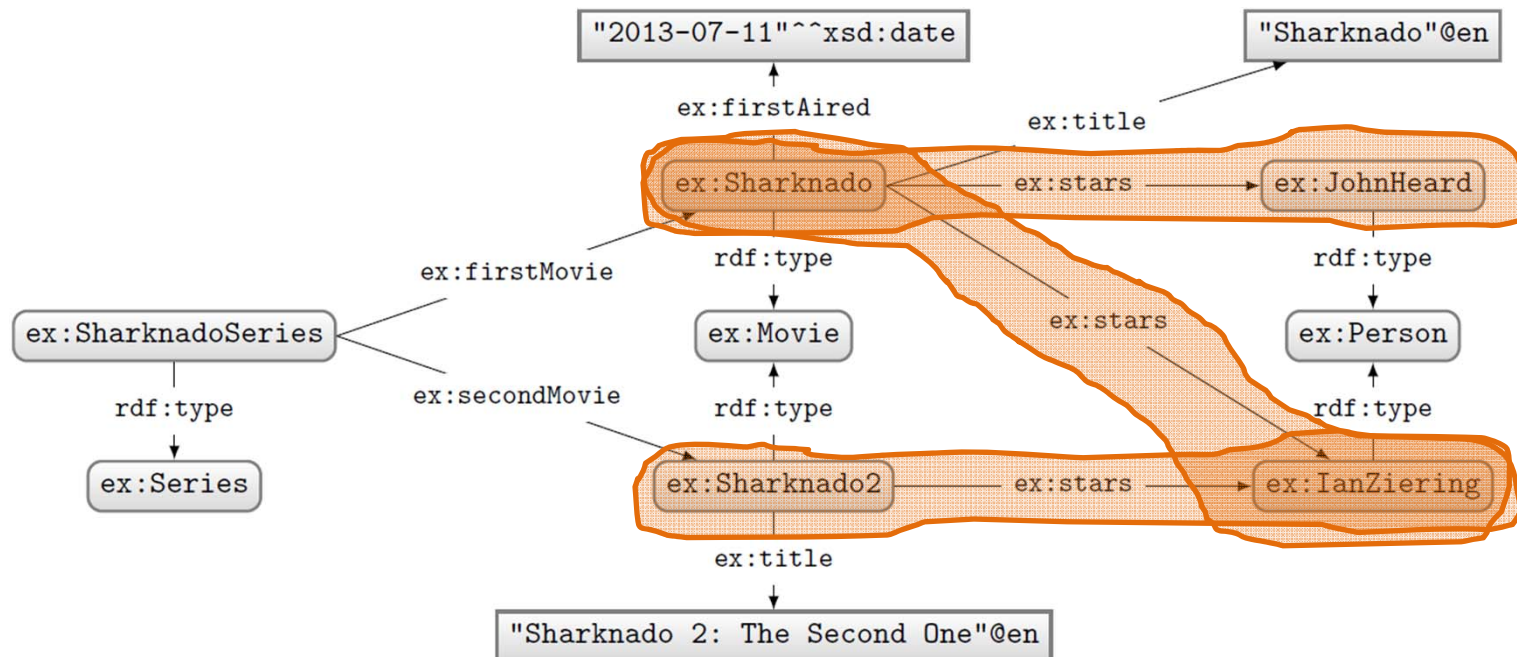 "2013-07-11"^^xsd:date
"Sharknado"@en
ex:firstAired
ex:title
ex:Sharknado
ex:stars
ex:JohnHeard
ex:firstMovie
rdf:type
rdf:type
ex:SharknadoSeries
ex:Movie
ex:stars
ex:Person
rdf:type
ex:secondMovie
rdf:type
rdf:type
ex:Series
ex:Sharknado2
ex:stars
ex:IanZiering
ex:title
"Sharknado 2: The Second One"@en